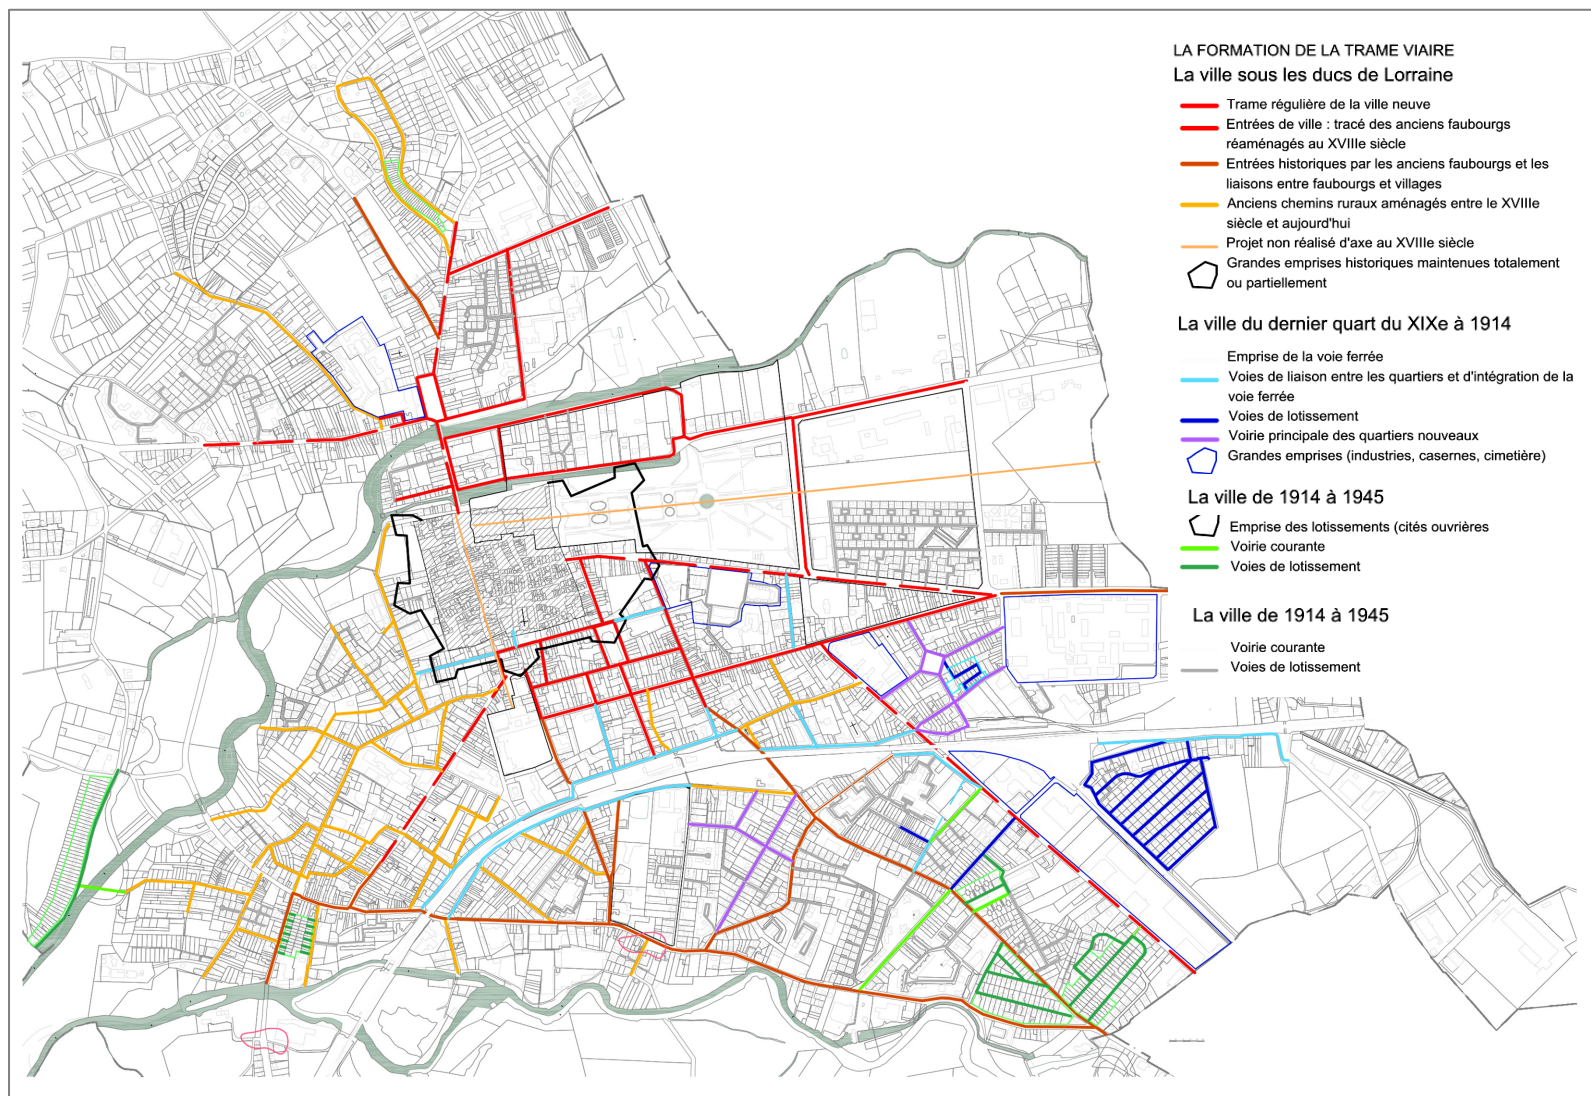 LA FORMATION DE LA TRAME VIAIRE
La ville sous les ducs de Lorraine
Trame régulière de la ville neuve
Entrées de ville : tracé des anciens faubourgs
réaménagés au XVIIIe siècle
Entrées historiques par les anciens faubourgs et les
liaisons entre faubourgs et villages
Anciens chemins ruraux aménagés entre le XVIIIe
siècle et aujourd'hui
Projet non réalisé d'axe au XVIIIe siècle
Grandes emprises historiques maintenues totalement
ou partiellement
La ville du dernier quart du XIXe à 1914
Emprise de la voie ferrée
Voies de liaison entre les quartiers et d'intégration de la
voie ferrée
Voies de lotissement
Voirie principale des quartiers nouveaux
Grandes emprises (industries, casernes, cimetière)
La ville de 1914 à 1945
Emprise des lotissements (cités ouvrières
Voirie courante
Voies de lotissement
La ville de 1914 à 1945
Voirie courante
Voies de lotissement